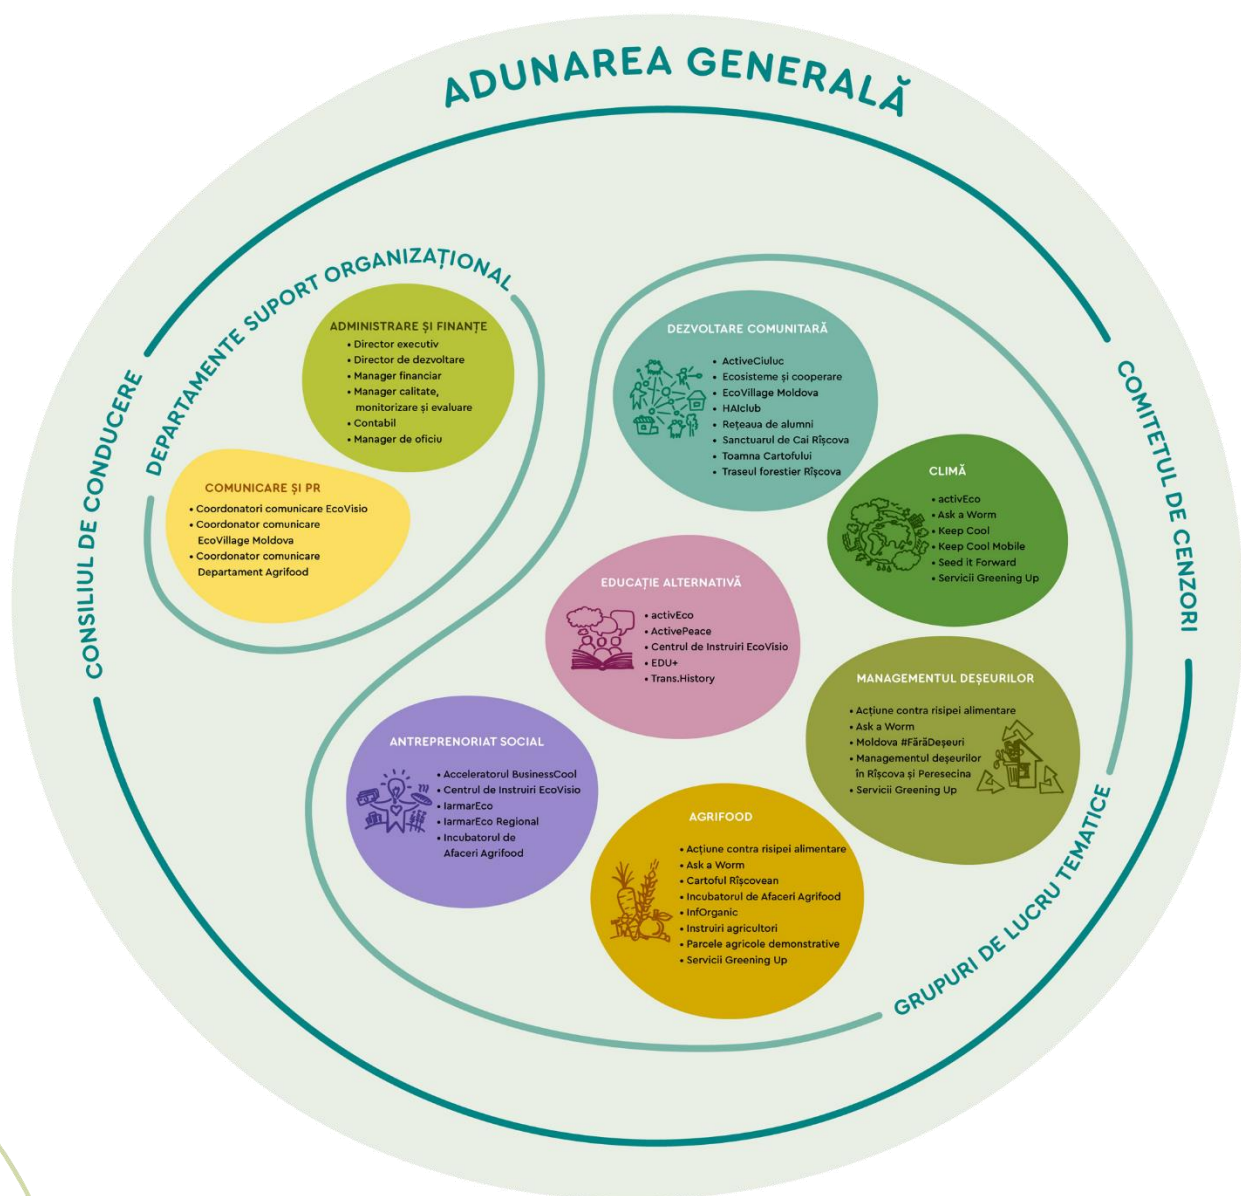 ADUNAREA GENERALĂ
CONSILIUL DE CONDUCERE
COMITETUL DE CENZORI
DEPARTAMENTE SUPORT ORGANIZAȚIONAL
ADMINISTRARE ȘI FINANȚE
• Director executiv
• Director de dezvoltare
• Manager financiar
• Manager calitate,
monitorizare și evaluare
• Contabil
• Manager de oficiu
COMUNICARE ȘI PR
• Coordonatori comunicare EcoVisio
• Coordonator comunicare
EcoVillage Moldova
• Coordonator comunicare
Departament Agrifood
GRUPURI DE LUCRU TEMATICE
DEZVOLTARE COMUNITARĂ
• ActiveCiuluc
• Ecosisteme și cooperare
• EcoVillage Moldova
• HAIclub
• Rețeaua de alumni
• Sanctuarul de Cai Rîșcova
• Toamna Cartofului
• Traseul forestier Rîșcova
CLIMĂ
• activEco
• Ask a Worm
• Keep Cool
• Keep Cool Mobile
• Seed it Forward
• Servicii Greening Up
EDUCAȚIE ALTERNATIVĂ
• activEco
• ActivePeace
• Centrul de Instruiri EcoVisio
• EDU+
• Trans.History
MANAGEMENTUL DEȘEURILOR
• Acțiune contra risipei alimentare
• Ask a Worm
• Moldova #FărăDeșeuri
• Managementul deșeurilor
în Rîșcova și Peresecina
• Servicii Greening Up
ANTREPRENORIAT SOCIAL
• Acceleratorul BusinessCool
• Centrul de Instruiri EcoVisio
• IarmarEco
• IarmarEco Regional
• Incubatorul de
Afaceri Agrifood
AGRIFOOD
• Acțiune contra risipei alimentare
• Ask a Worm
• Cartoful Rîșcovean
• Incubatorul de Afaceri Agrifood
• InfOrganic
• Instruiri agricultori
• Parcele agricole demonstrative
• Servicii Greening Up